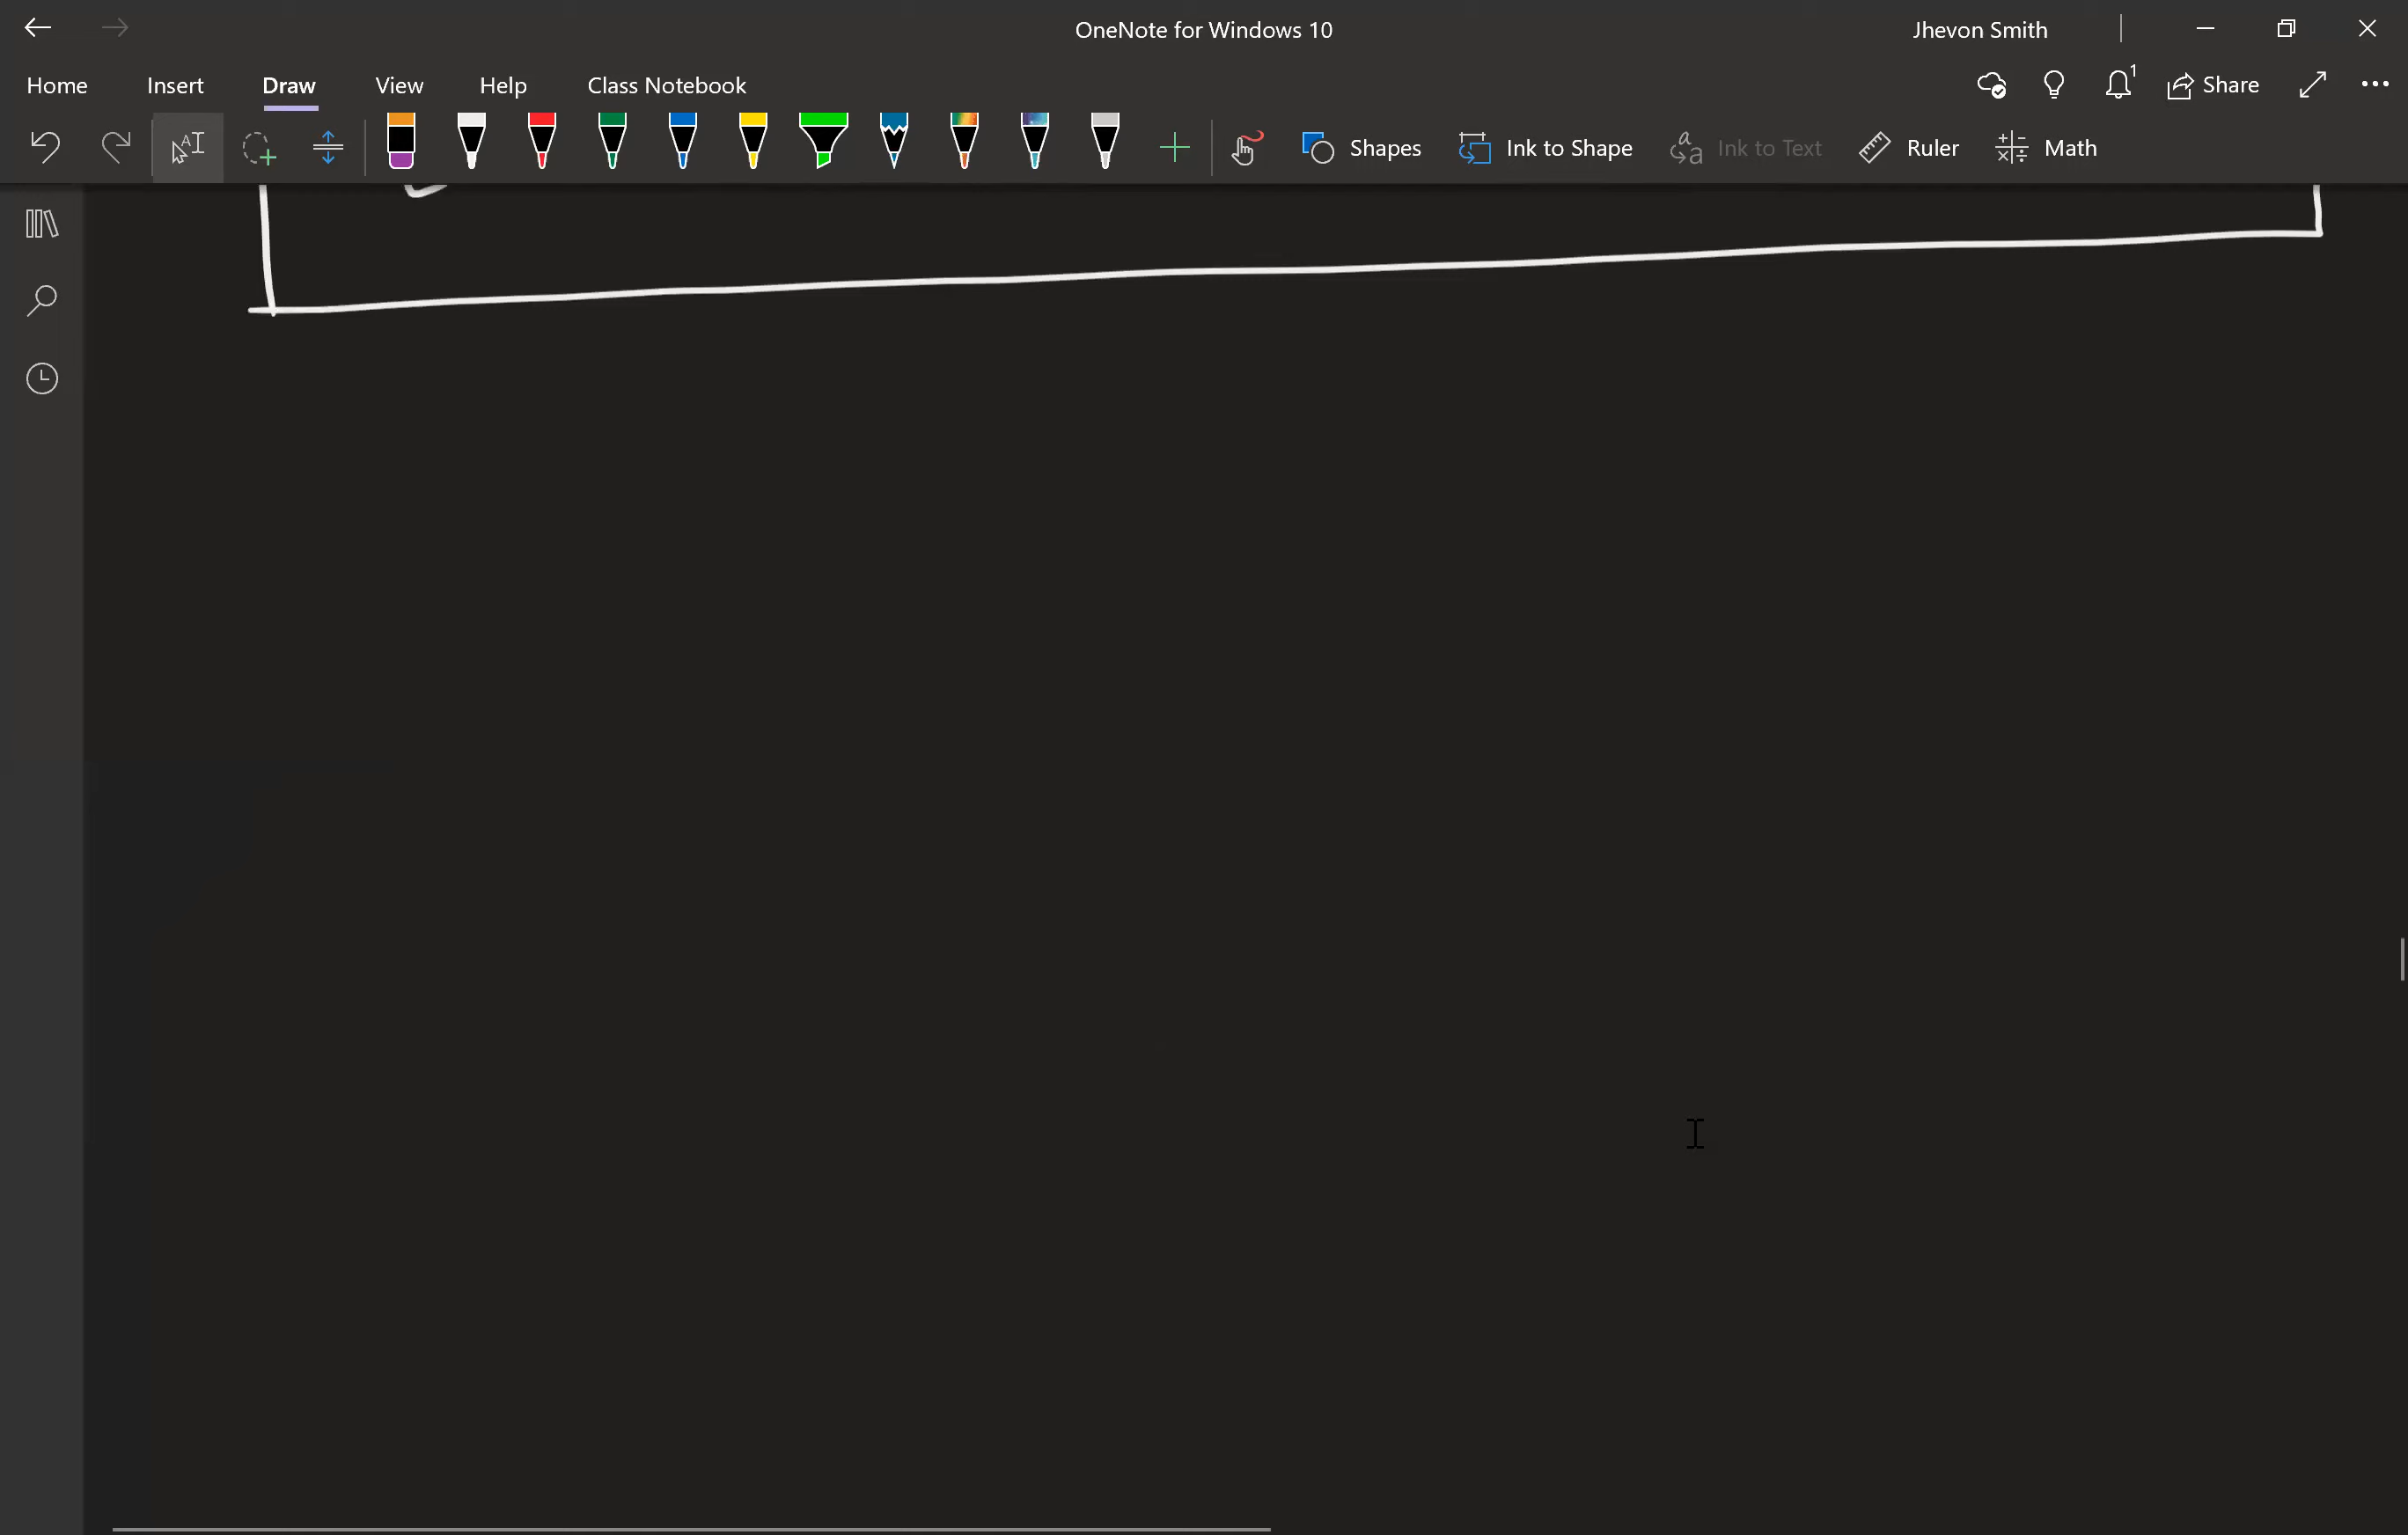 OneNote for Windows 10
Jhevon Smith
Home Insert Draw View Help Class Notebook
1
Share
Shapes Ink to Shape Ink to Text Ruler Math